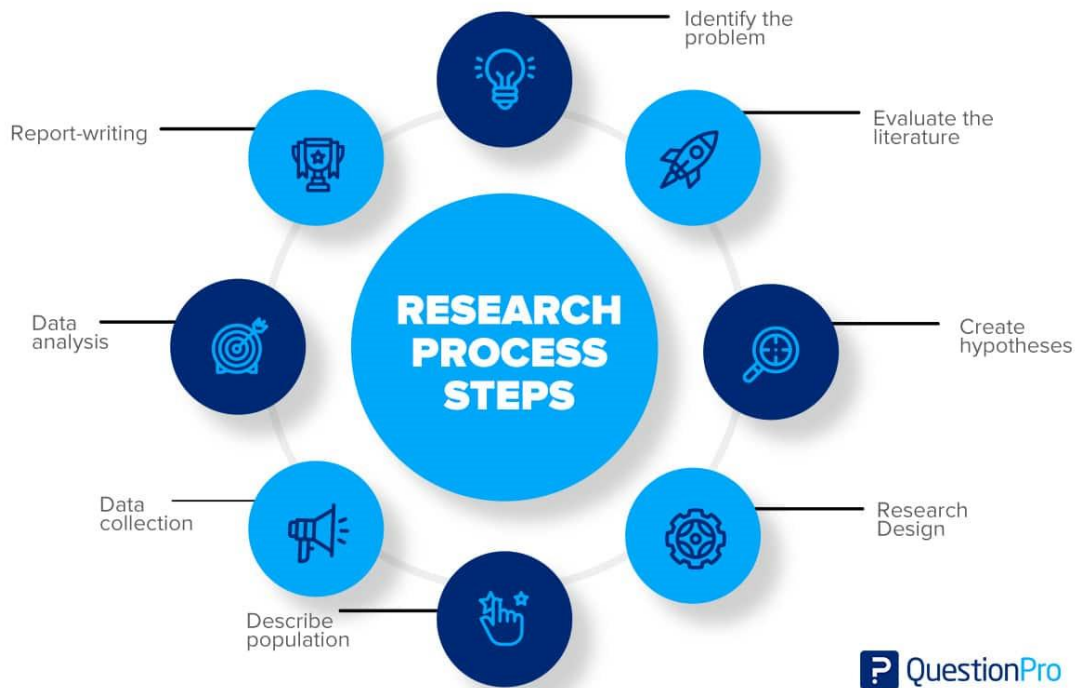 Identify the
problem
Evaluate the
literature
Create
hypotheses
Research
Design
Describe
population
Data
collection
Data
analysis
Report-writing
RESEARCH
PROCESS
STEPS
QuestionPro